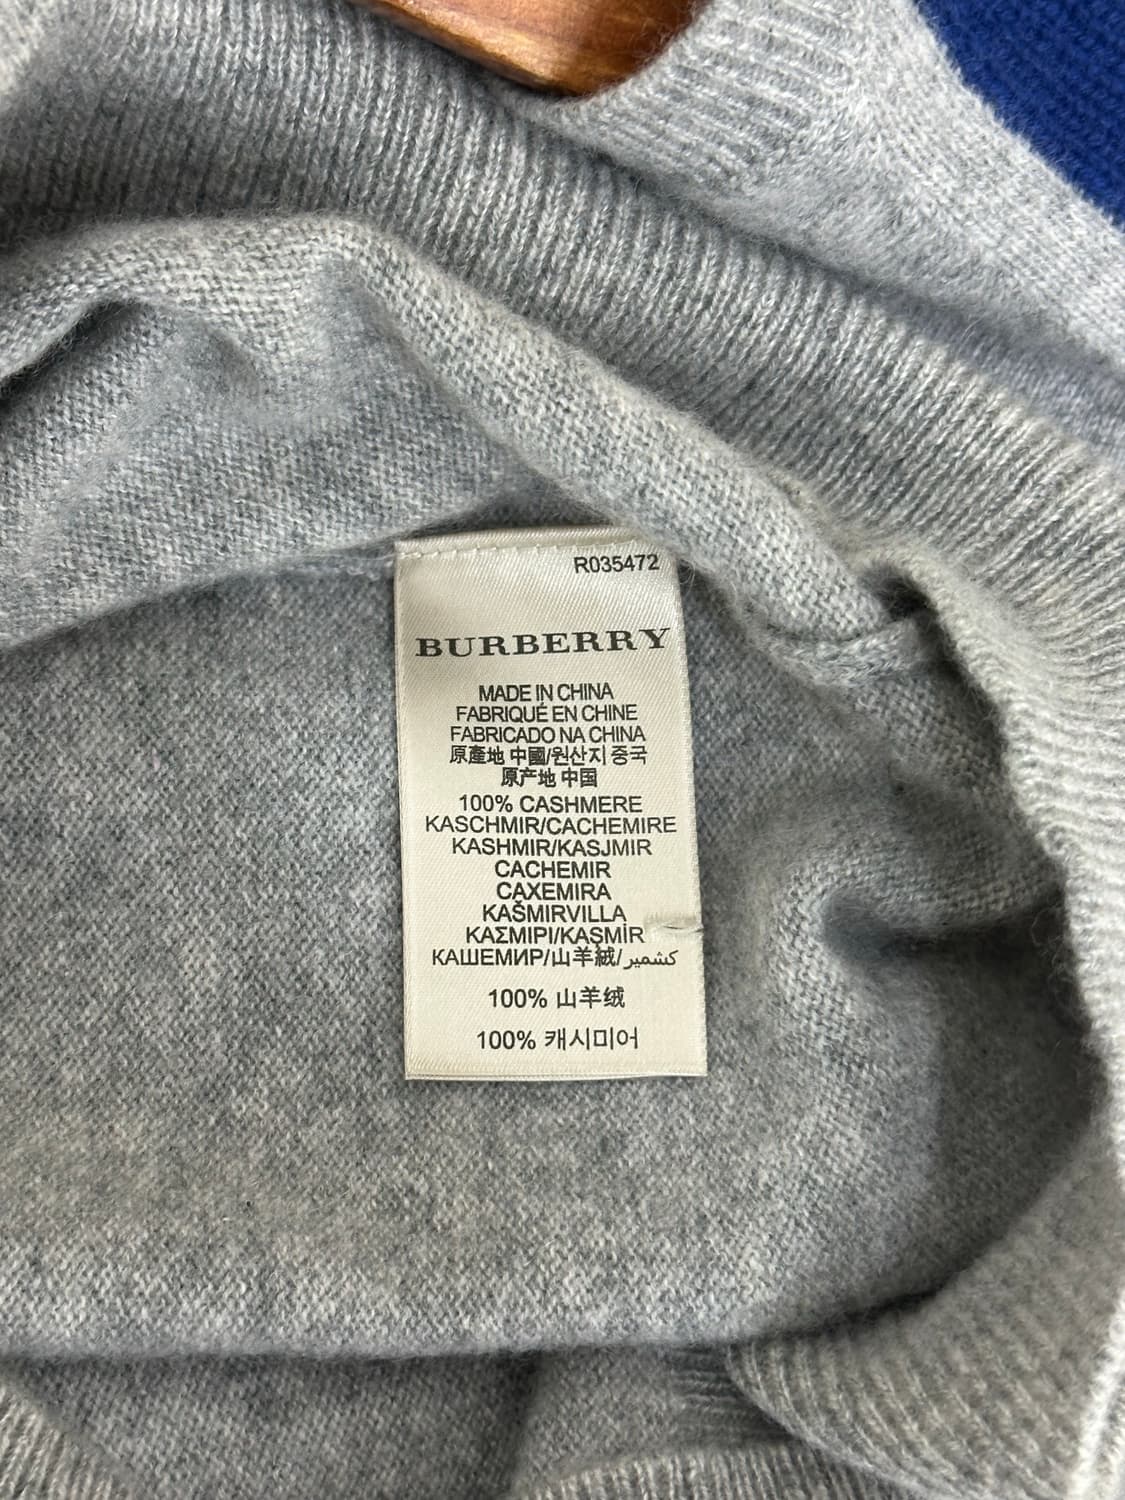 R035472
BURBERRY
MADE IN CHINA
FABRIQUÉ EN CHINE
FABRICADO NA CHINA
原產地 中國/원산지 중국
原产地 中国
100% CASHMERE
KASCHMIR/CACHEMIRE
KASHMIR/KASJMIR
CACHEMIR
CAXEMIRA
KAŠMIRVILLA
ΚΑΣΜΙΡΙ/KAŞMİR
КАШЕМИР/山羊絨/كشمير
100% 山羊绒
100% 캐시미어